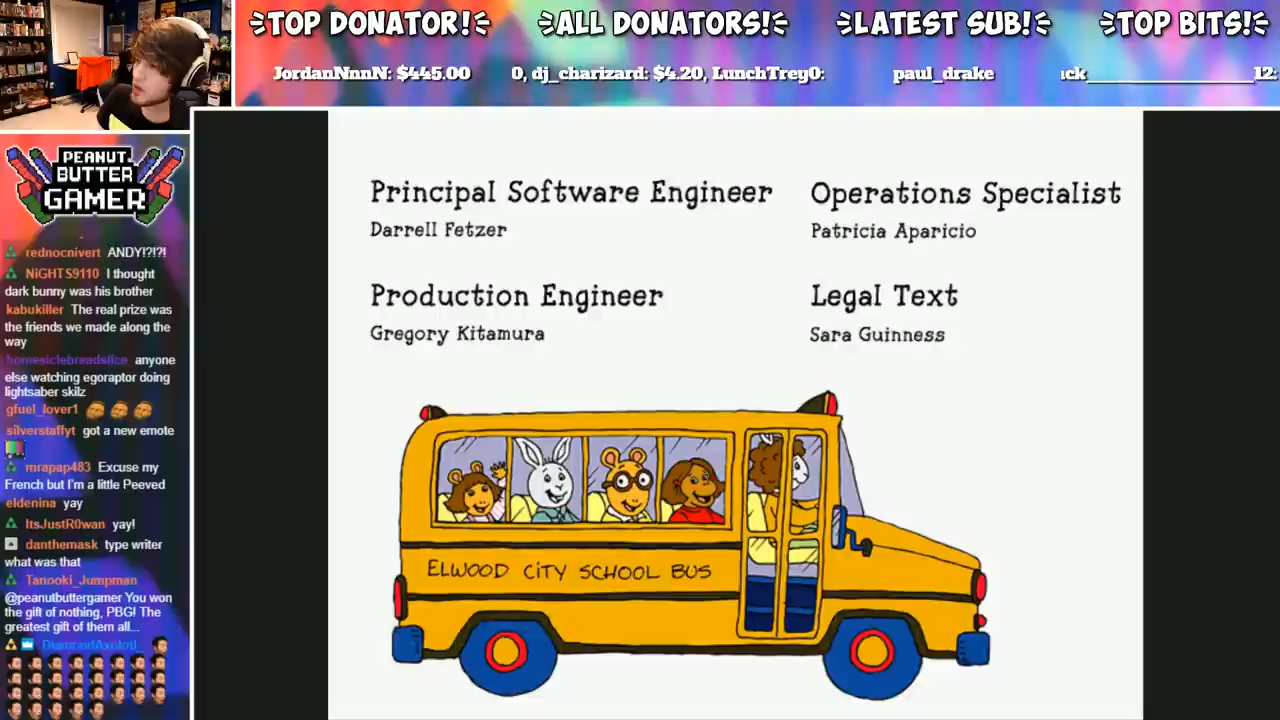 TOP DONATOR! ALL DONATORS! LATEST SUB! TOP BITS!
JordanNnnN: $445.00 0, dj_charizard: $4.20, LunchTrey0: paul_drake 12:
PEANUT
BUTTER
GAMER
rednocnivert ANDY!?!?!
NiGHTS9110 I thought
dark bunny was his brother
kabukiller The real prize was
the friends we made along the
way
homesiclebreadslice anyone
else watching egoraptor doing
lightsaber skilz
gfuel_lover1
silverstaffyt got a new emote
mrapap483 Excuse my
French but I'm a little Peeved
eldenina yay
ItsJustR0wan yay!
danthemask type writer
what was that
Tanooki_Jumpman
@peanutbuttergamer You won
the gift of nothing, PBG! The
greatest gift of them all...
Principal Software Engineer
Darrell Fetzer
Operations Specialist
Patricia Aparicio
Production Engineer
Gregory Kitamura
Legal Text
Sara Guinness
ELWOOD CITY SCHOOL BUS